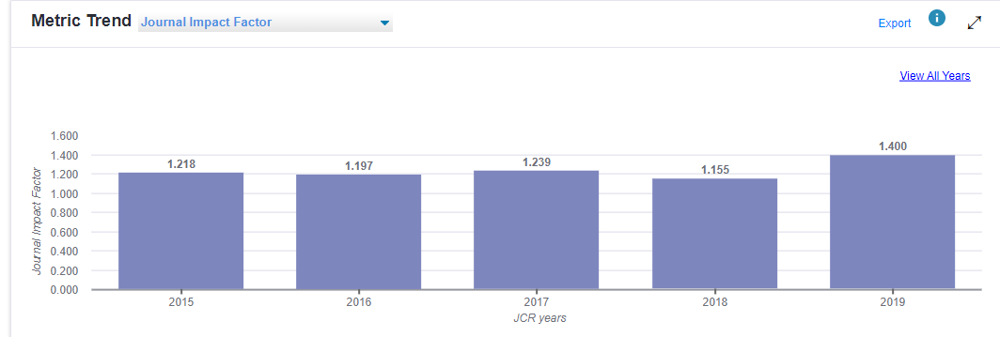 Metric Trend Journal Impact Factor
Export i
View All Years
1.600
1.400
1.200
1.000
0.800
0.600
0.400
0.200
0.000
Journal Impact Factor
1.218
1.197
1.239
1.155
1.400
2015 2016 2017 2018 2019
JCR years